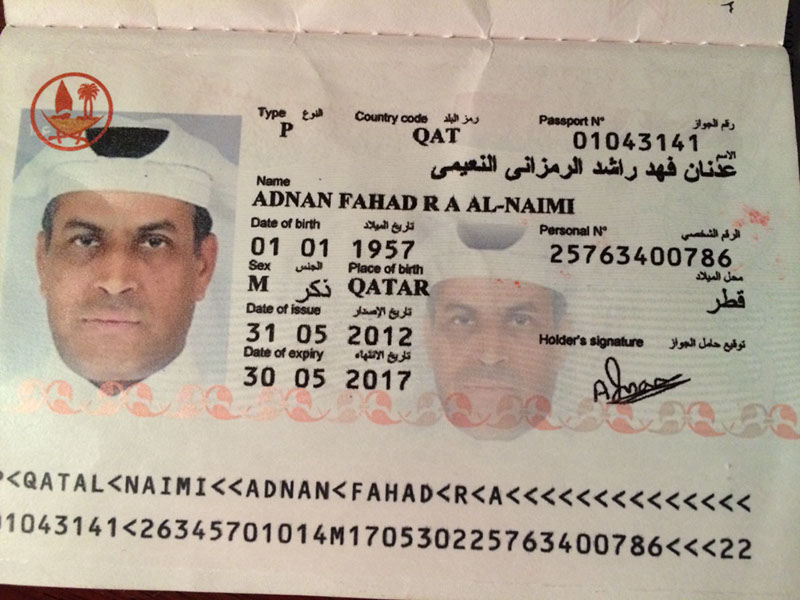 Type النوع Country code رمز البلد Passport N° رقم الجواز
P QAT 01043141
الاسم
عدنان فهد راشد الرمزانى النعيمى
Name
ADNAN FAHAD R A AL-NAIMI
Date of birth تاريخ الميلاد Personal N° الرقم الشخصي
01 01 1957 25763400786
Sex الجنس Place of birth محل الميلاد
M ذكر QATAR قطر
Date of issue تاريخ الإصدار
31 05 2012 Holder's signature توقيع حامل الجواز
Date of expiry تاريخ الانتهاء
30 05 2017
Adnan
P<QATAL<NAIMI<<ADNAN<FAHAD<R<A<<<<<<<<<<<<<<
01043141<26345701014M170530225763400786<<<22